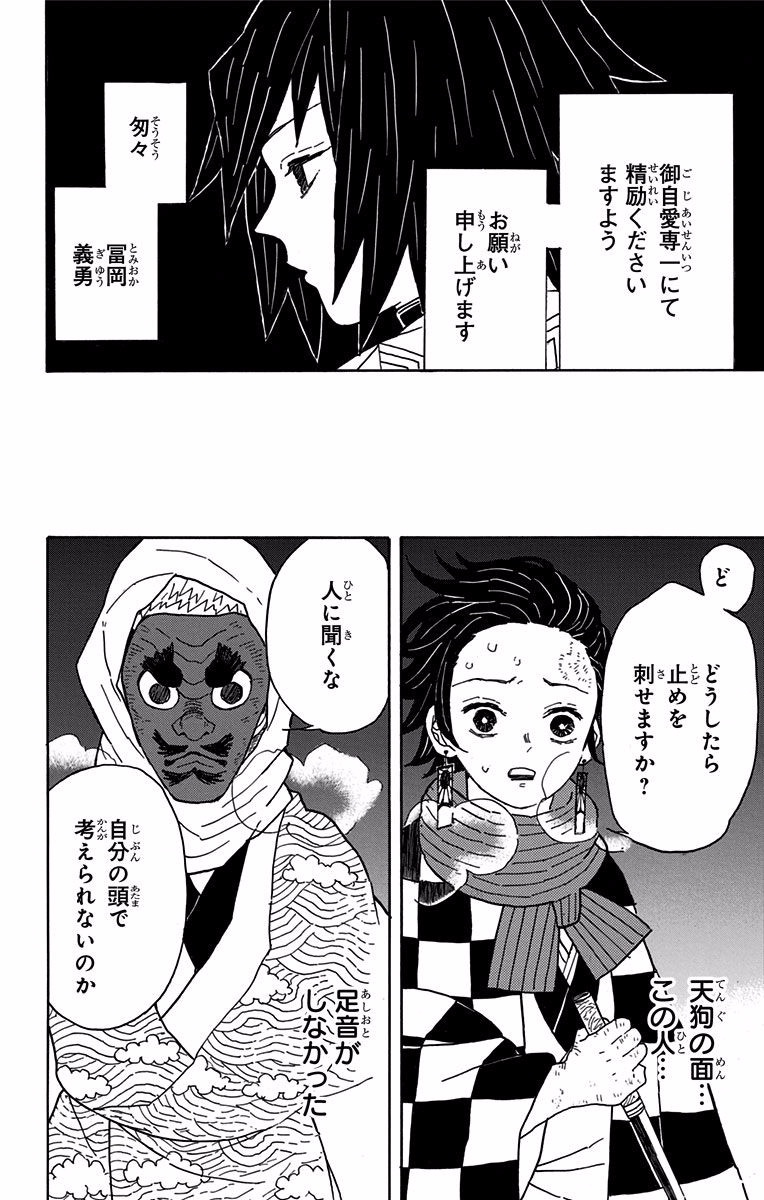 御自愛専一にて
精励ください
ますよう
お願い
申し上げます
匆々
冨岡
義勇
ど
どうしたら
止めを
刺せますか?
天狗の面…
この人…
人に聞くな
足音が
しなかった
自分の頭で
考えられないのか